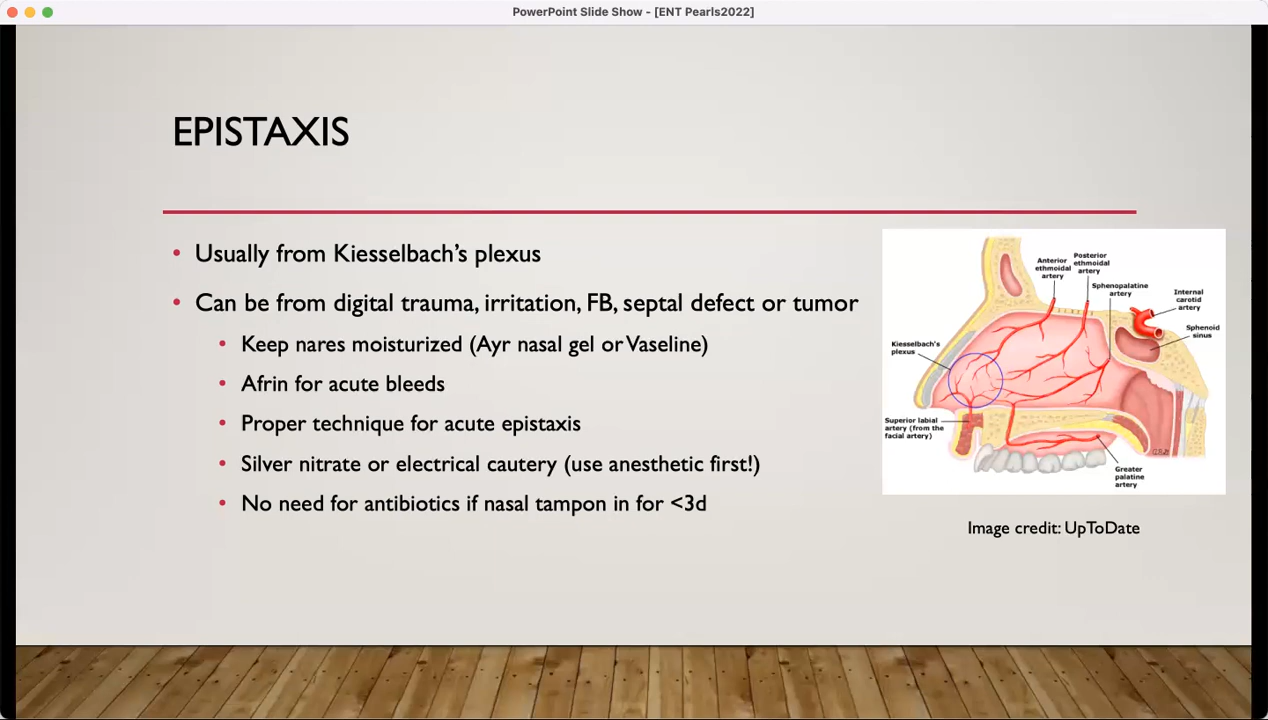 PowerPoint Slide Show - [ENT Pearls2022]
EPISTAXIS
• Usually from Kiesselbach’s plexus
• Can be from digital trauma, irritation, FB, septal defect or tumor
• Keep nares moisturized (Ayr nasal gel or Vaseline)
• Afrin for acute bleeds
• Proper technique for acute epistaxis
• Silver nitrate or electrical cautery (use anesthetic first!)
• No need for antibiotics if nasal tampon in for <3d
Anterior
ethmoidal
artery
Posterior
ethmoidal
artery
Sphenopalatine
artery
Internal
carotid
artery
Sphenoid
sinus
Kiesselbach's
plexus
Superior labial
artery (from the
facial artery)
Greater
palatine
artery
Image credit: UpToDate